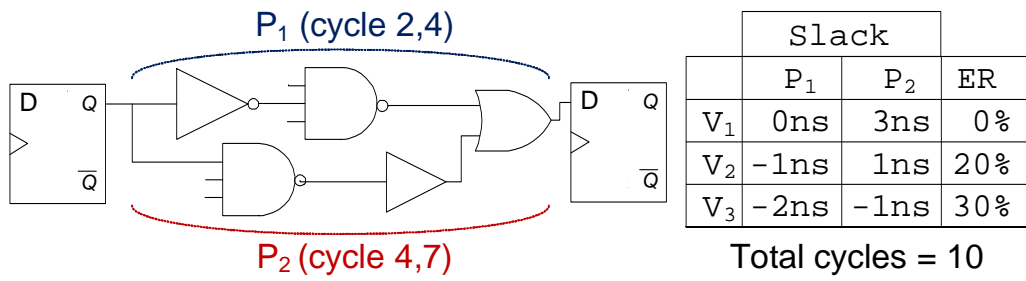 P₁ (cycle 2,4)
D Q
Q̅
D Q
Q̅
P₂ (cycle 4,7)
Slack
P₁ P₂ ER
V₁ 0ns 3ns 0%
V₂ -1ns 1ns 20%
V₃ -2ns -1ns 30%
Total cycles = 10